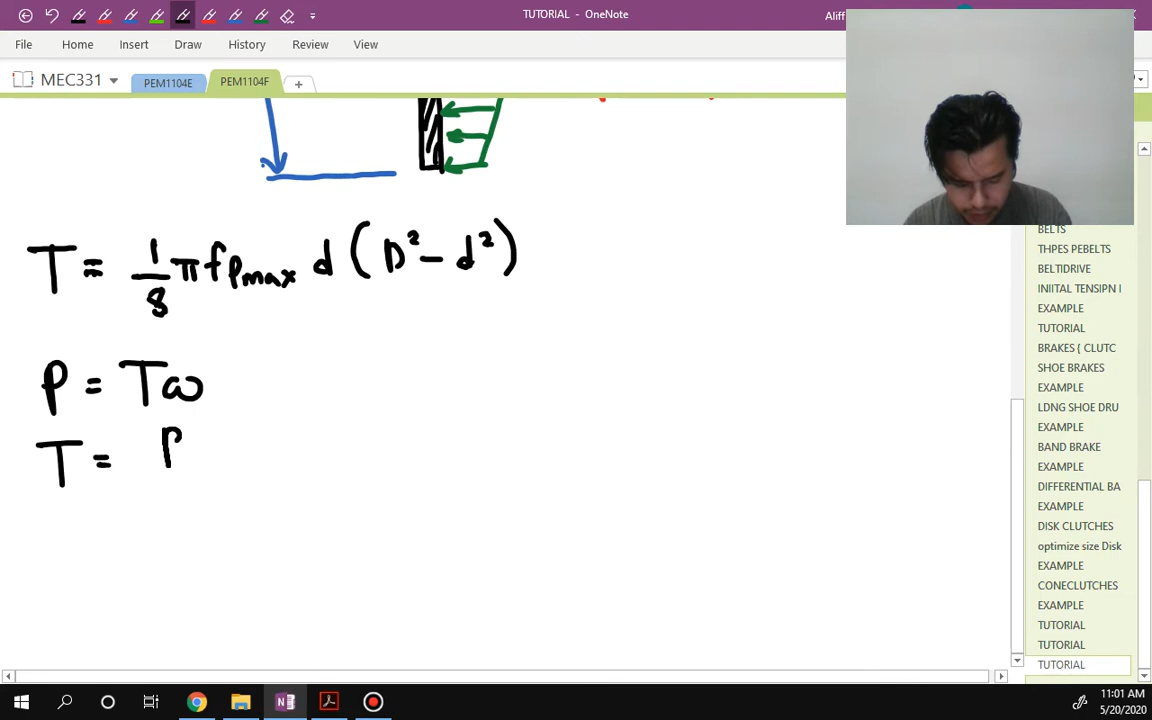 TUTORIAL - OneNote
Aliff
File Home Insert Draw History Review View
MEC331 PEM1104E PEM1104F
T = 1/8 π f pmax d (D² - d²)
P = Tω
T = P
BELTS
THPES PEBELTS
BELTIDRIVE
INIITAL TENSIPN I
EXAMPLE
TUTORIAL
BRAKES { CLUTC
SHOE BRAKES
EXAMPLE
LDNG SHOE DRU
EXAMPLE
BAND BRAKE
EXAMPLE
DIFFERENTIAL BA
EXAMPLE
DISK CLUTCHES
optimize size Disk
EXAMPLE
CONECLUTCHES
EXAMPLE
TUTORIAL
TUTORIAL
TUTORIAL
11:01 AM
5/20/2020